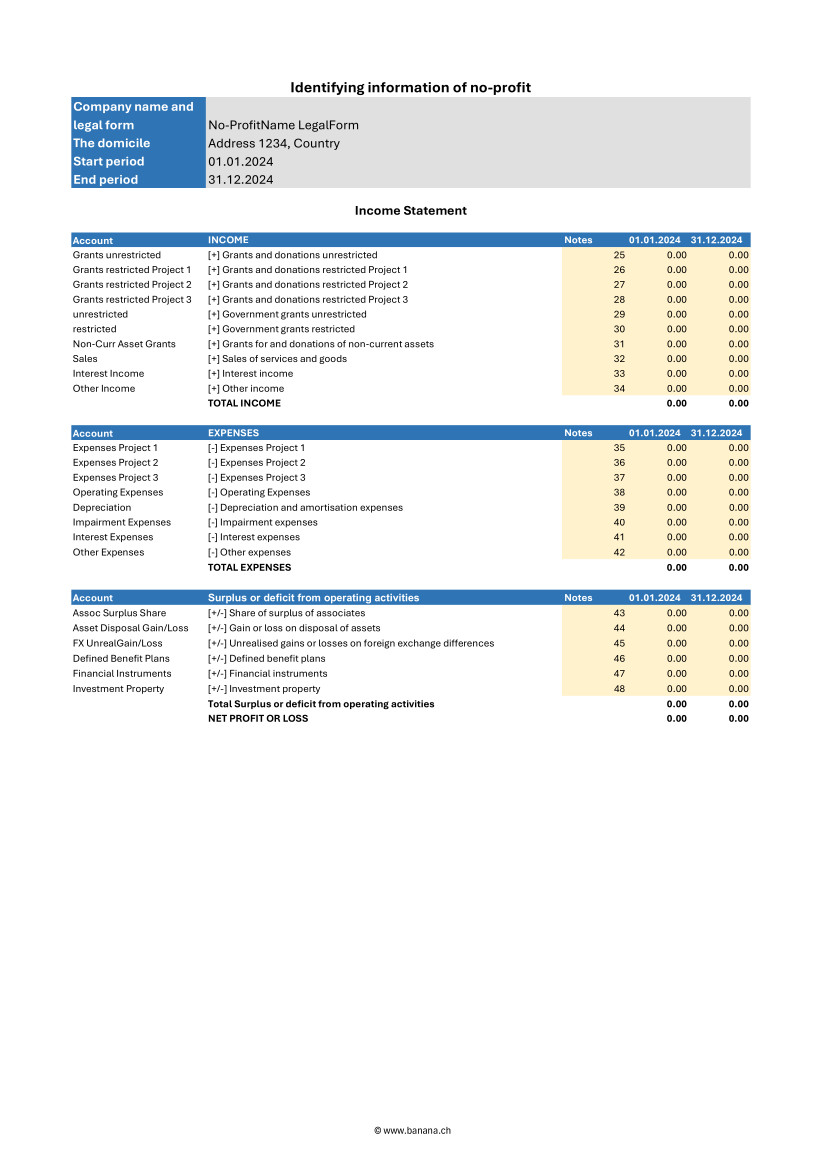 Identifying information of no-profit
Company name and
legal form No-ProfitName LegalForm
The domicile Address 1234, Country
Start period 01.01.2024
End period 31.12.2024
Income Statement
Account INCOME Notes 01.01.2024 31.12.2024
Grants unrestricted [+] Grants and donations unrestricted 25 0.00 0.00
Grants restricted Project 1 [+] Grants and donations restricted Project 1 26 0.00 0.00
Grants restricted Project 2 [+] Grants and donations restricted Project 2 27 0.00 0.00
Grants restricted Project 3 [+] Grants and donations restricted Project 3 28 0.00 0.00
unrestricted [+] Government grants unrestricted 29 0.00 0.00
restricted [+] Government grants restricted 30 0.00 0.00
Non-Curr Asset Grants [+] Grants for and donations of non-current assets 31 0.00 0.00
Sales [+] Sales of services and goods 32 0.00 0.00
Interest Income [+] Interest income 33 0.00 0.00
Other Income [+] Other income 34 0.00 0.00
TOTAL INCOME 0.00 0.00
Account EXPENSES Notes 01.01.2024 31.12.2024
Expenses Project 1 [-] Expenses Project 1 35 0.00 0.00
Expenses Project 2 [-] Expenses Project 2 36 0.00 0.00
Expenses Project 3 [-] Expenses Project 3 37 0.00 0.00
Operating Expenses [-] Operating Expenses 38 0.00 0.00
Depreciation [-] Depreciation and amortisation expenses 39 0.00 0.00
Impairment Expenses [-] Impairment expenses 40 0.00 0.00
Interest Expenses [-] Interest expenses 41 0.00 0.00
Other Expenses [-] Other expenses 42 0.00 0.00
TOTAL EXPENSES 0.00 0.00
Account Surplus or deficit from operating activities Notes 01.01.2024 31.12.2024
Assoc Surplus Share [+/-] Share of surplus of associates 43 0.00 0.00
Asset Disposal Gain/Loss [+/-] Gain or loss on disposal of assets 44 0.00 0.00
FX UnrealGain/Loss [+/-] Unrealised gains or losses on foreign exchange differences 45 0.00 0.00
Defined Benefit Plans [+/-] Defined benefit plans 46 0.00 0.00
Financial Instruments [+/-] Financial instruments 47 0.00 0.00
Investment Property [+/-] Investment property 48 0.00 0.00
Total Surplus or deficit from operating activities 0.00 0.00
NET PROFIT OR LOSS 0.00 0.00
© www.banana.ch